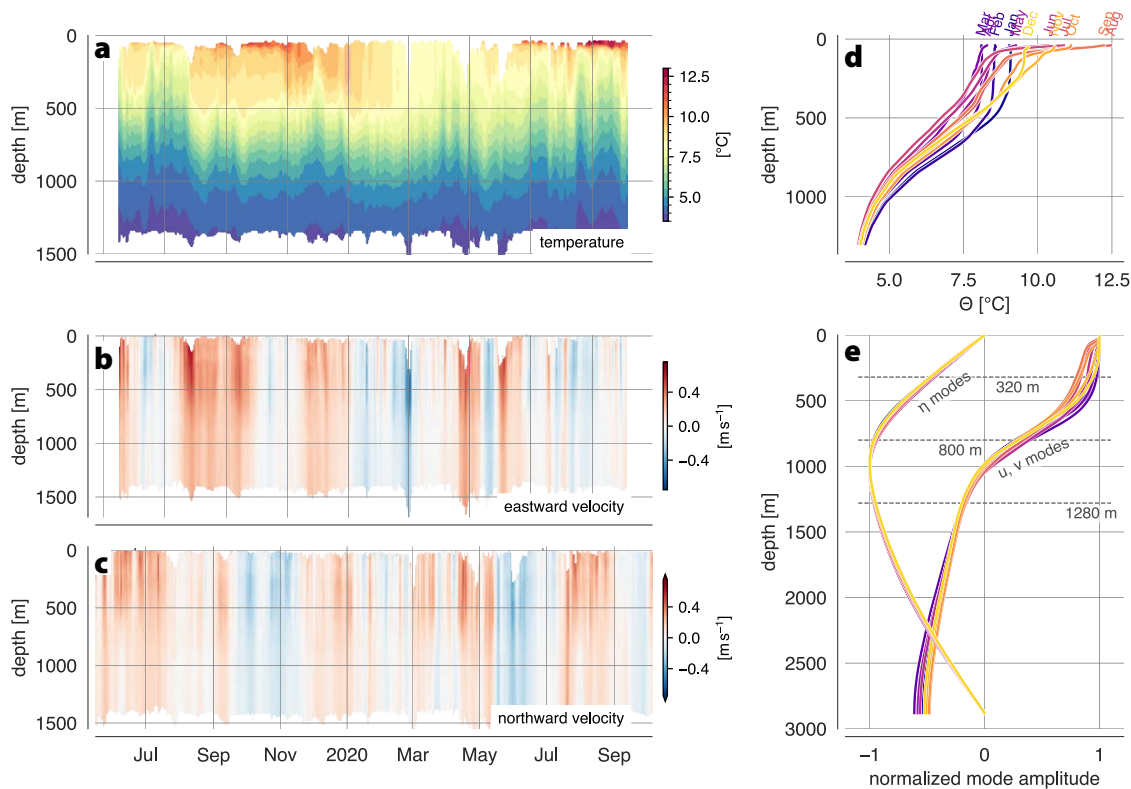 a
0
500
1000
1500
depth [m]
temperature
12.5
10.0
7.5
5.0
[°C]
b
0
500
1000
1500
depth [m]
eastward velocity
0.4
0.0
−0.4
[m s⁻¹]
c
0
500
1000
1500
depth [m]
northward velocity
0.4
0.0
−0.4
[m s⁻¹]
Jul Sep Nov 2020 Mar May Jul Sep
d
Mar Feb Jan May Dec Jun Nov Jul Oct Sep Aug
0
500
1000
depth [m]
5.0 7.5 10.0 12.5
Θ [°C]
e
0
500
1000
1500
2000
2500
3000
depth [m]
320 m
η modes
800 m
u, v modes
1280 m
−1 0 1
normalized mode amplitude